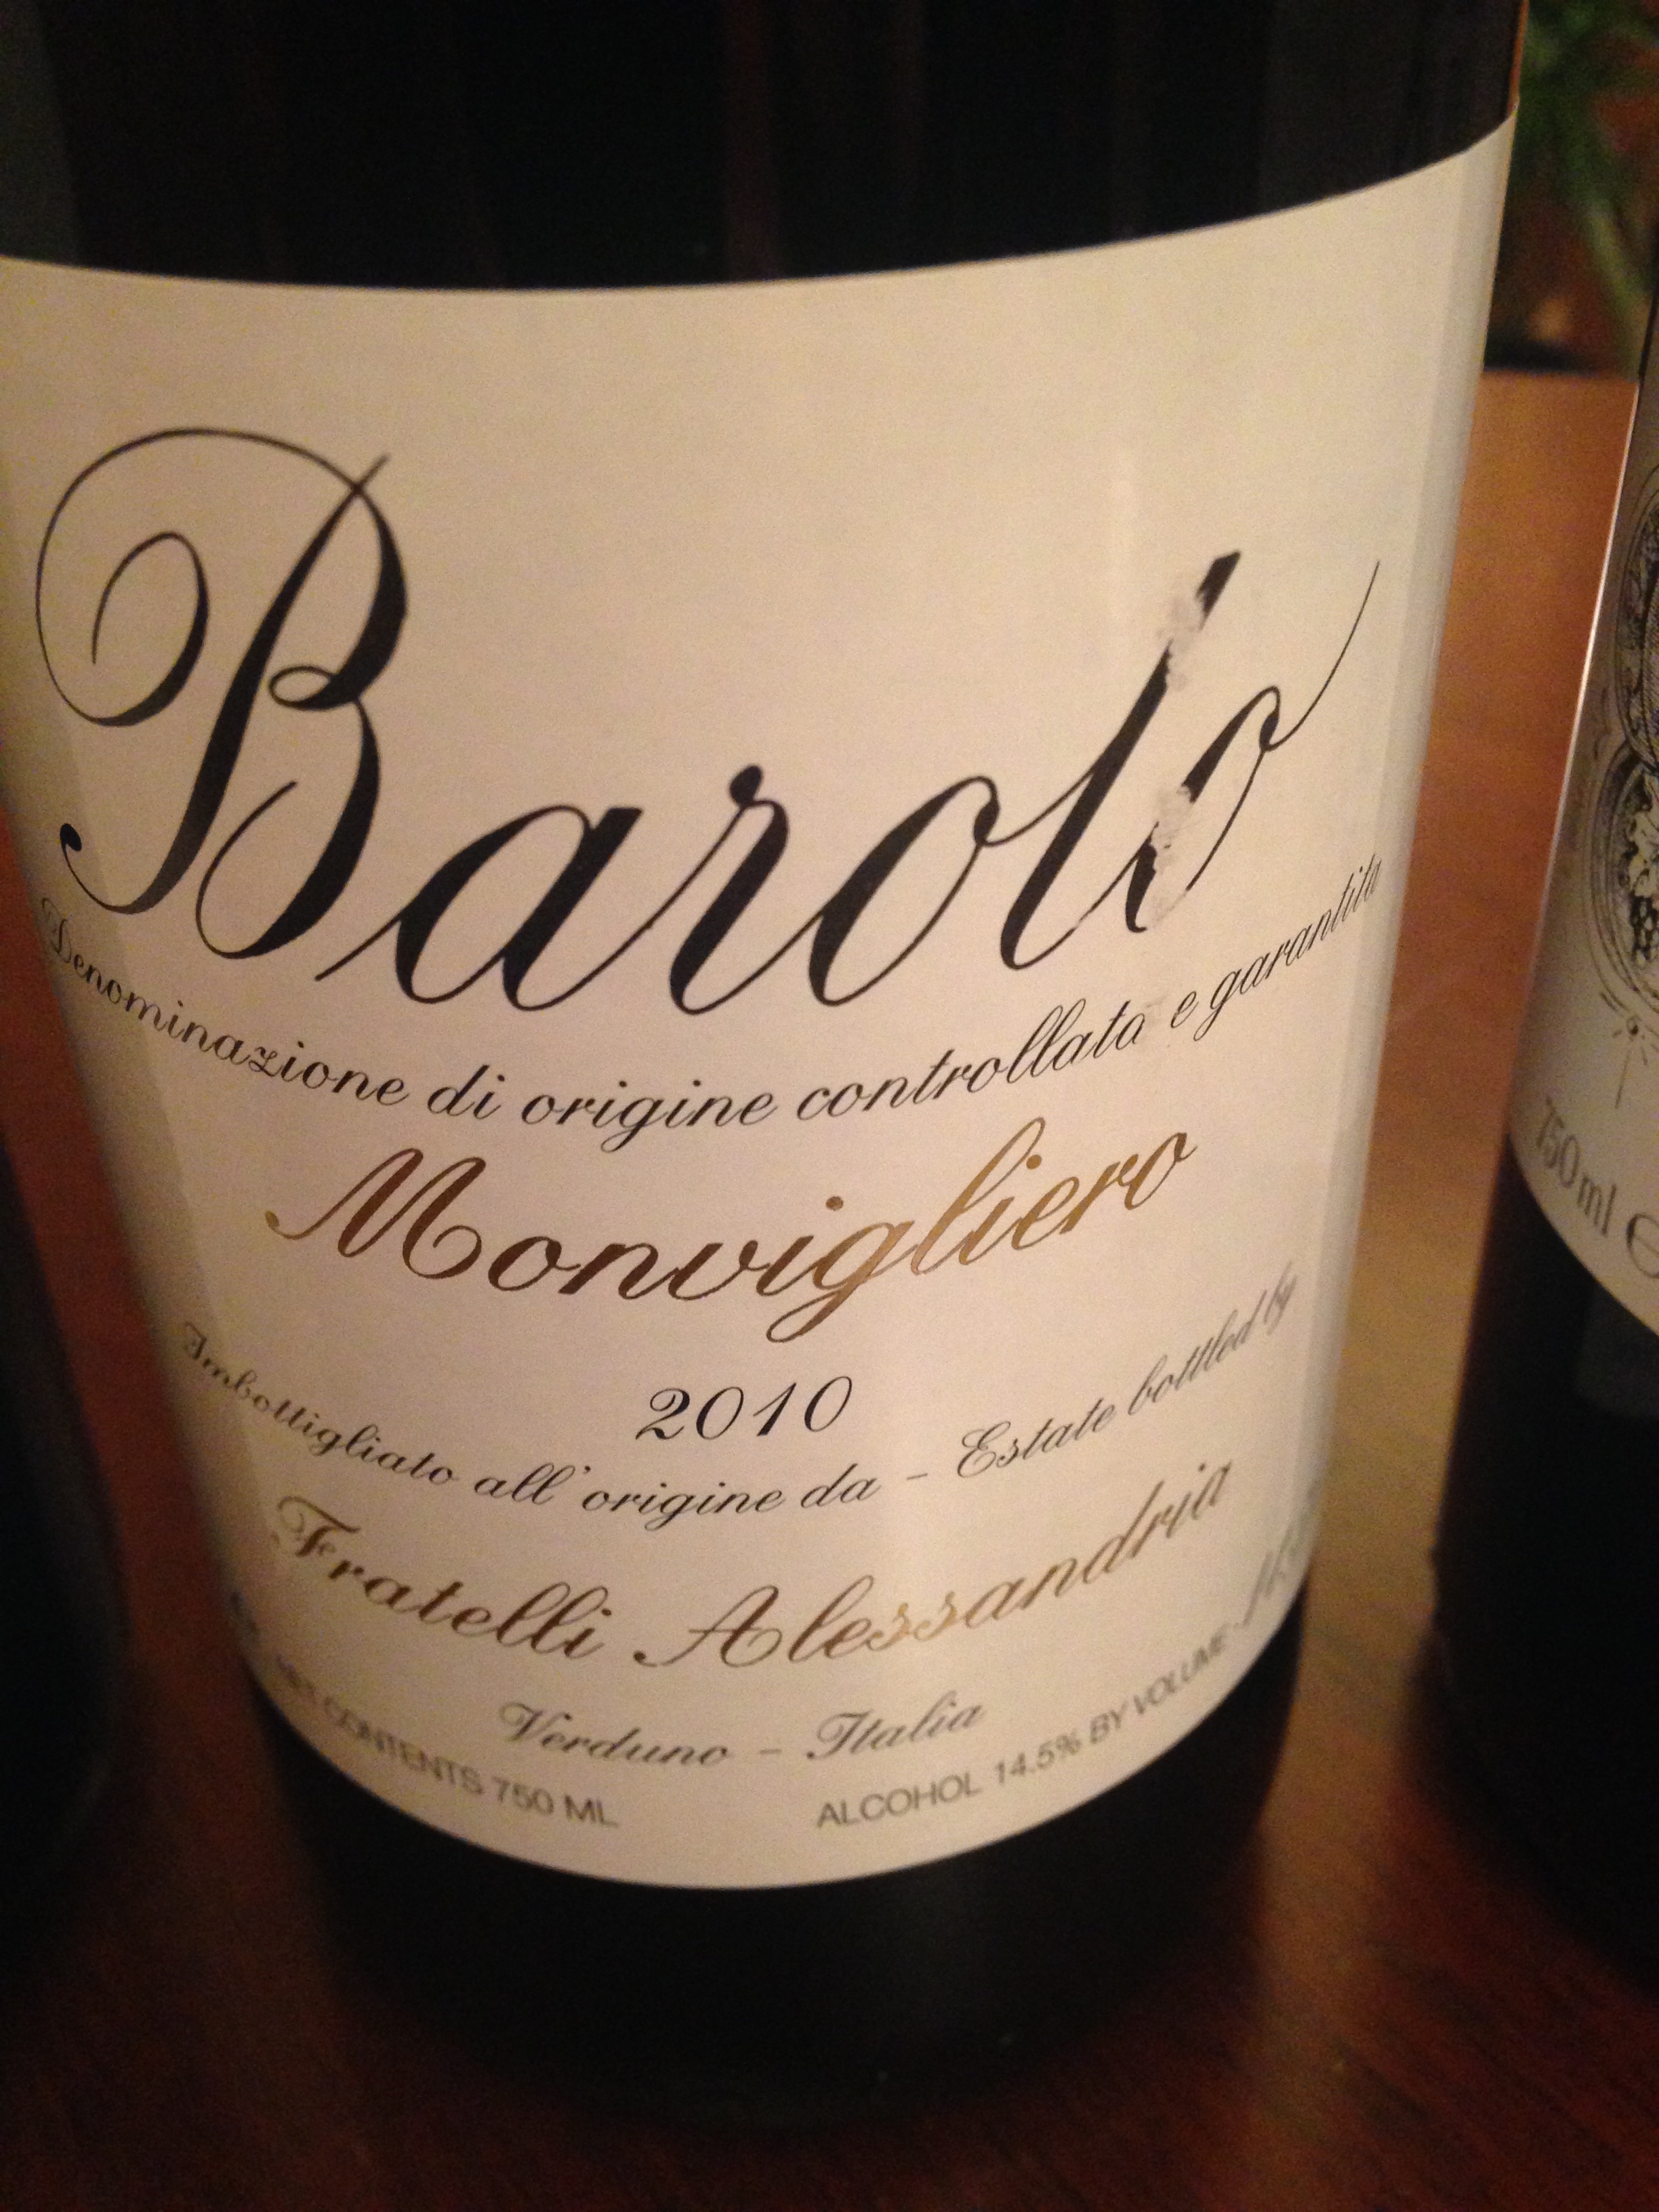 Barolo
Denominazione di origine controllata e garantita
Monvigliero
2010
Imbottigliato all'origine da - Estate bottled by
Fratelli Alessandria
Verduno - Italia
NET CONTENTS 750 ML
ALCOHOL 14.5% BY VOLUME
750 ml e